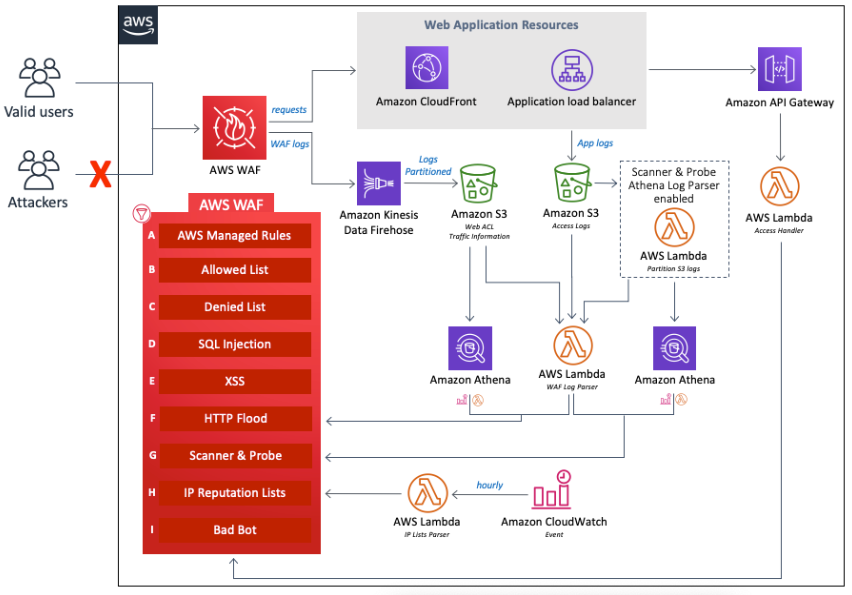 aws
Web Application Resources
Valid users
Attackers
X
requests
WAF logs
AWS WAF
Amazon CloudFront
Application load balancer
Amazon API Gateway
Logs
Partitioned
App logs
Amazon Kinesis
Data Firehose
Amazon S3
Web ACL
Traffic Information
Amazon S3
Access Logs
Scanner & Probe
Athena Log Parser
enabled
AWS Lambda
Partition S3 logs
AWS Lambda
Access Handler
AWS WAF
A AWS Managed Rules
B Allowed List
C Denied List
D SQL Injection
E XSS
F HTTP Flood
G Scanner & Probe
H IP Reputation Lists
I Bad Bot
Amazon Athena
AWS Lambda
WAF Log Parser
Amazon Athena
AWS Lambda
IP Lists Parser
hourly
Amazon CloudWatch
Event